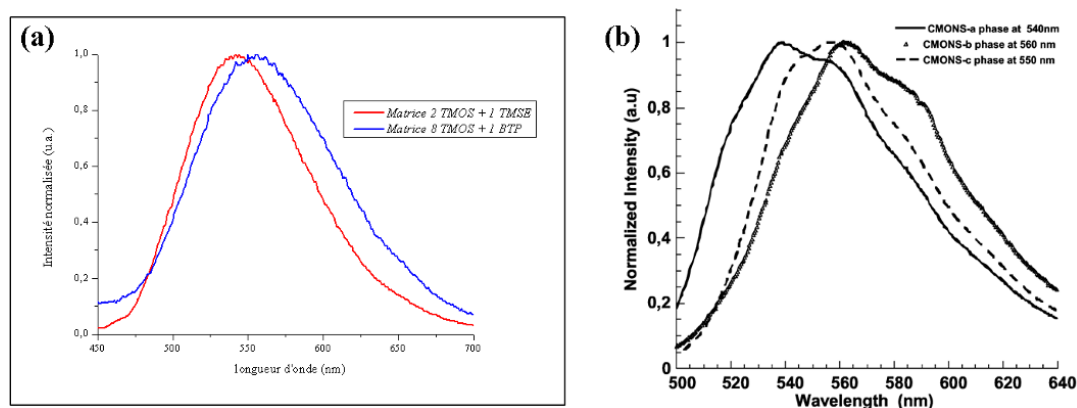 (a)
1,0
0,8
0,6
0,4
0,2
0,0
Intensité normalisée (u.a.)
Matrice 2 TMOS + 1 TMSE
Matrice 8 TMOS + 1 BTP
450
500
550
600
650
700
longueur d'onde (nm)
(b)
CMONS-a phase at 540nm
CMONS-b phase at 560 nm
CMONS-c phase at 550 nm
1
0,8
0,6
0,4
0,2
0
Normalized Intensity (a.u)
500
520
540
560
580
600
620
640
Wavelength (nm)